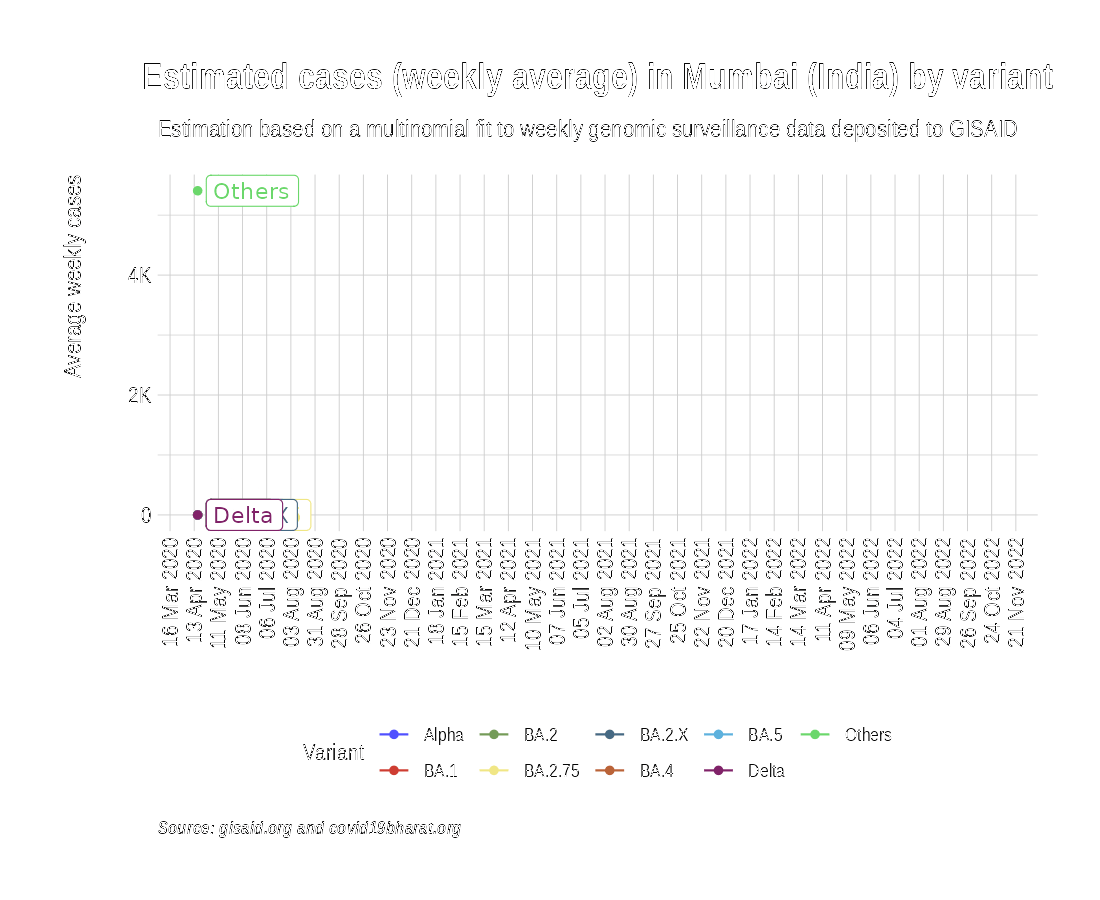 Estimated cases (weekly average) in Mumbai (India) by variant
Estimation based on a multinomial fit to weekly genomic surveillance data deposited to GISAID
Average weekly cases
Others
4K
2K
0
Delta
X
16 Mar 2020
13 Apr 2020
11 May 2020
08 Jun 2020
06 Jul 2020
03 Aug 2020
31 Aug 2020
28 Sep 2020
26 Oct 2020
23 Nov 2020
21 Dec 2020
18 Jan 2021
15 Feb 2021
15 Mar 2021
12 Apr 2021
10 May 2021
07 Jun 2021
05 Jul 2021
02 Aug 2021
30 Aug 2021
27 Sep 2021
25 Oct 2021
22 Nov 2021
20 Dec 2021
17 Jan 2022
14 Feb 2022
14 Mar 2022
11 Apr 2022
09 May 2022
06 Jun 2022
04 Jul 2022
01 Aug 2022
29 Aug 2022
26 Sep 2022
24 Oct 2022
21 Nov 2022
Variant
Alpha BA.2 BA.2.X BA.5 Others
BA.1 BA.2.75 BA.4 Delta
Source: gisaid.org and covid19bharat.org